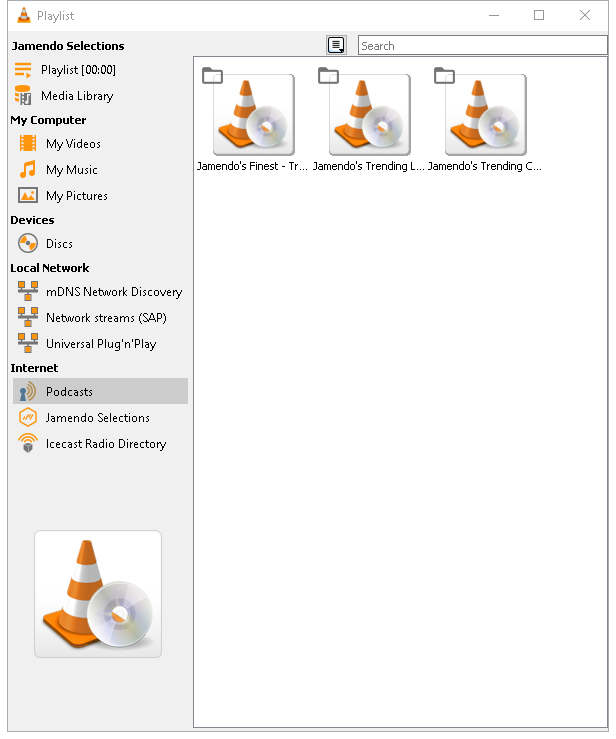 Playlist
Jamendo Selections
Search
Playlist [00:00]
Media Library
My Computer
My Videos
My Music
My Pictures
Devices
Discs
Local Network
mDNS Network Discovery
Network streams (SAP)
Universal Plug'n'Play
Internet
Podcasts
Jamendo Selections
Icecast Radio Directory
Jamendo's Finest - Tr...
Jamendo's Trending L...
Jamendo's Trending C...